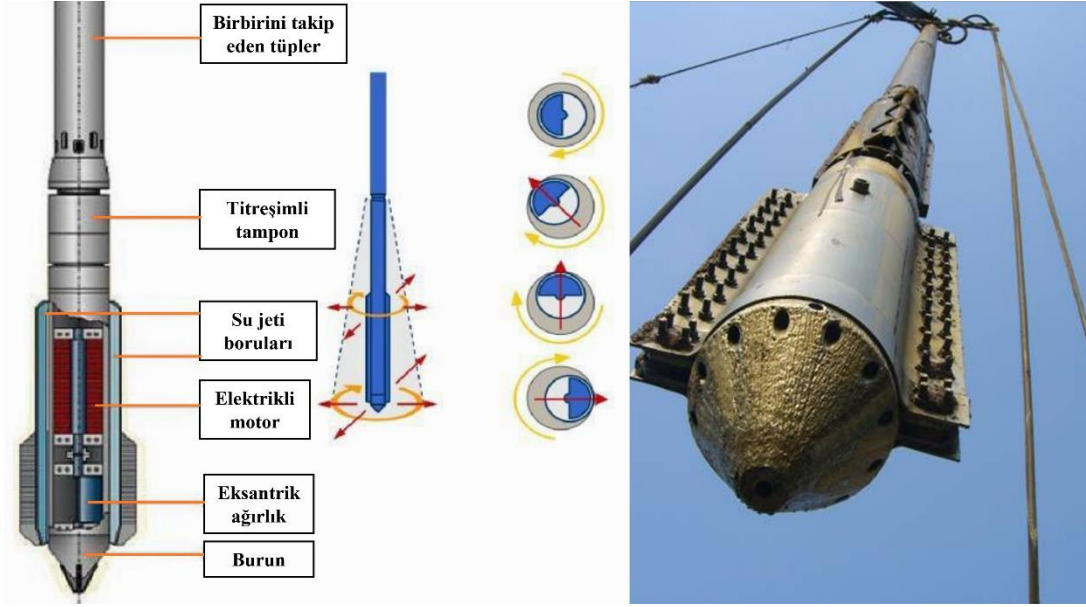 Birbirini takip
eden tüpler
Titreşimli
tampon
Su jeti
boruları
Elektrikli
motor
Eksantrik
ağırlık
Burun